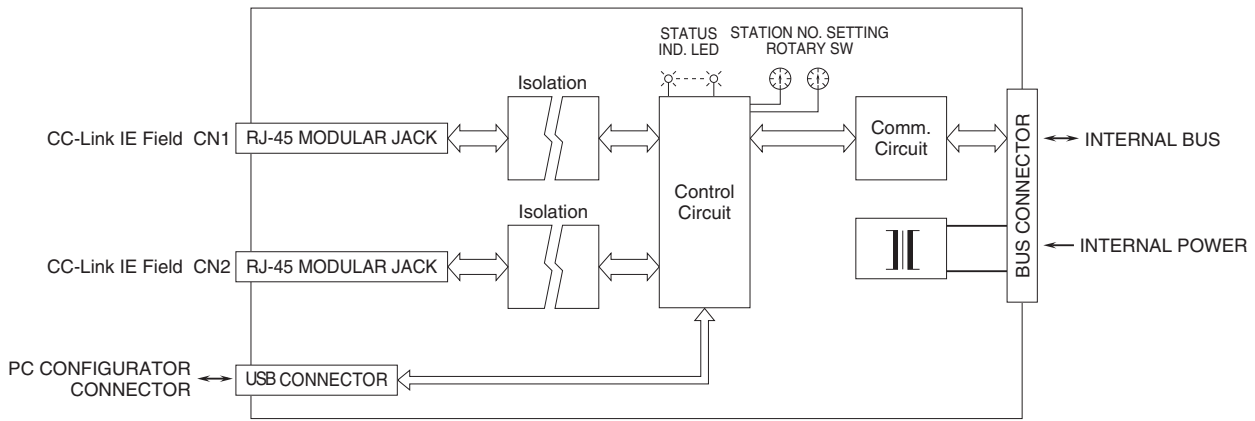 STATUS
IND. LED
STATION NO. SETTING
ROTARY SW
Isolation
CC-Link IE Field CN1
RJ-45 MODULAR JACK
Control
Circuit
Comm.
Circuit
BUS CONNECTOR
INTERNAL BUS
Isolation
CC-Link IE Field CN2
RJ-45 MODULAR JACK
INTERNAL POWER
PC CONFIGURATOR
CONNECTOR
USB CONNECTOR